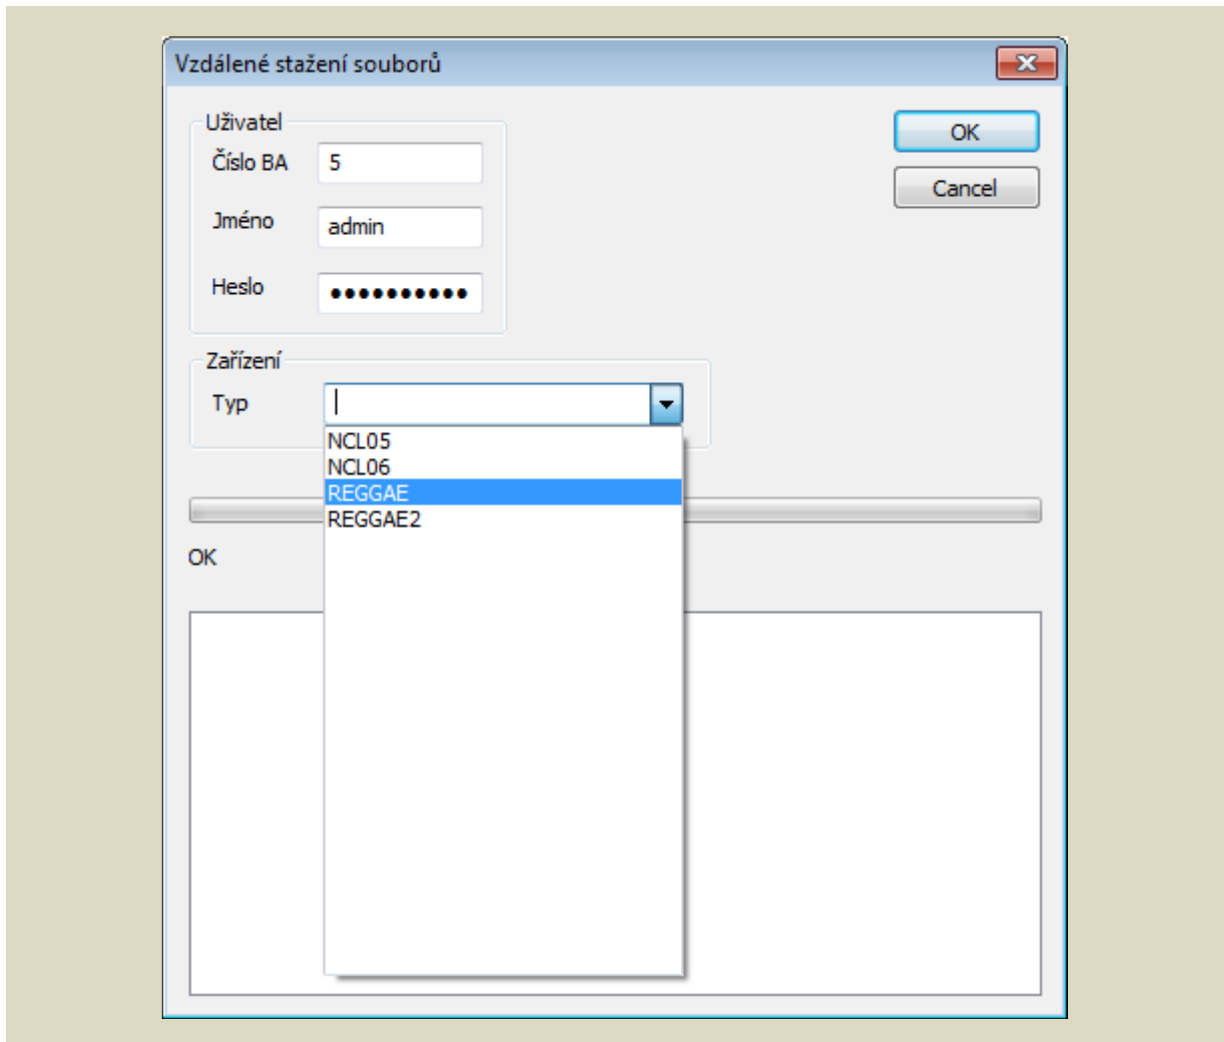 Vzdálené stažení souborů
Uživatel
Číslo BA 5
Jméno admin
Heslo ●●●●●●●●●●
OK
Cancel
Zařízení
Typ
NCL05
NCL06
REGGAE
REGGAE2
OK